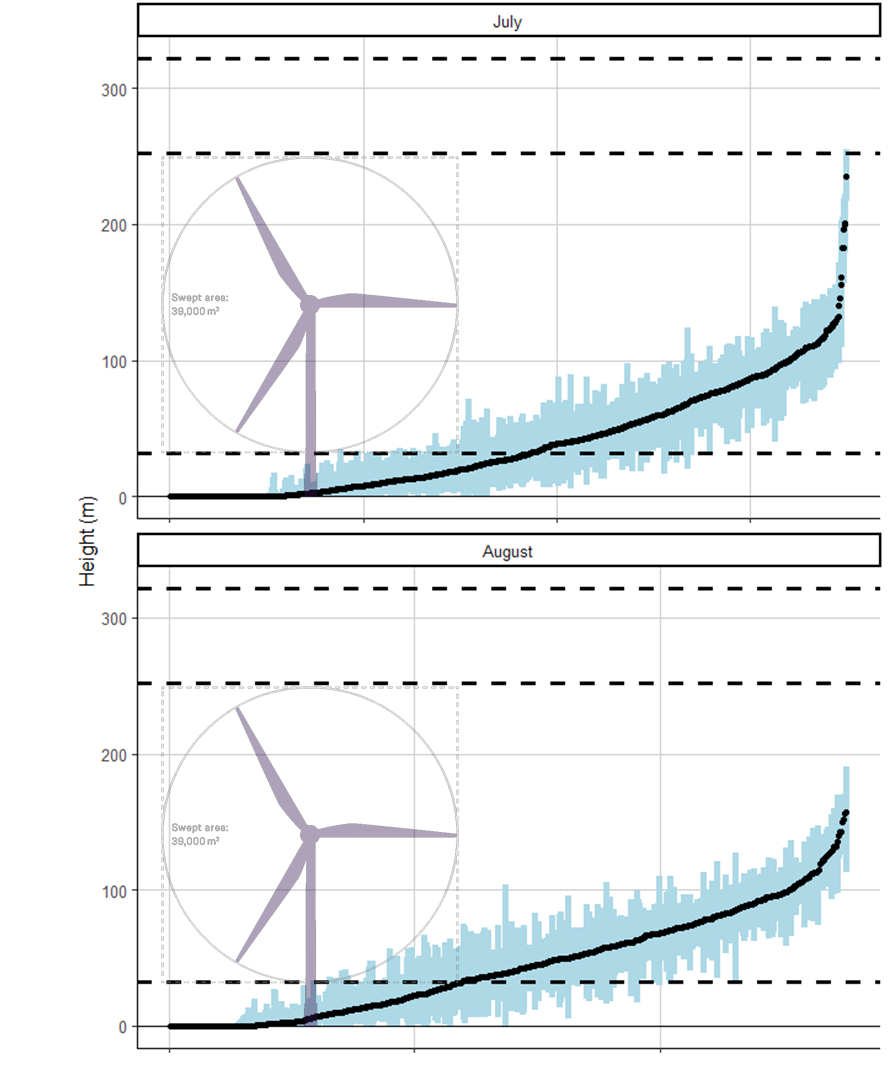 July
300
200
100
0
Swept area:
39,000 m²
Height (m)
August
300
200
100
0
Swept area:
39,000 m²